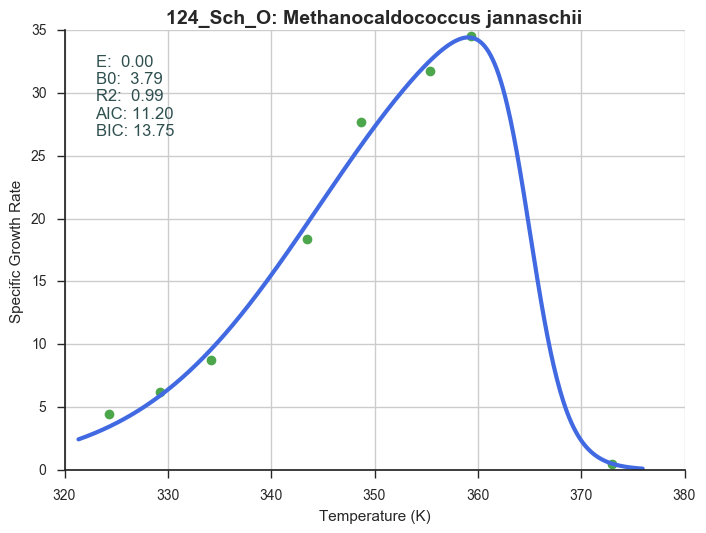 124_Sch_O: Methanocaldococcus jannaschii
E:  0.00
B0:  3.79
R2:  0.99
AIC: 11.20
BIC: 13.75
Specific Growth Rate
35
30
25
20
15
10
5
0
320
330
340
350
360
370
380
Temperature (K)